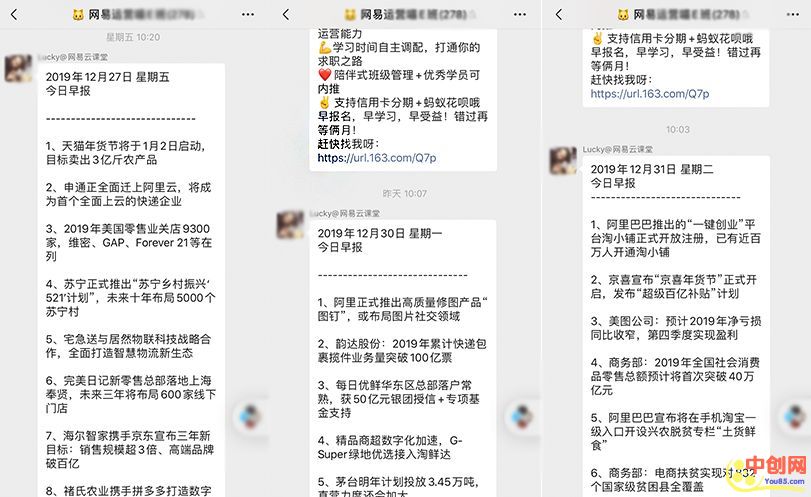 网易运营喵E班(278)
星期五 10:20
Lucky@网易云课堂
2019年12月27日 星期五
今日早报
------------------------------
1、天猫年货节将于1月2日启动，
目标卖出3亿斤农产品
2、申通正全面迁上阿里云，将成
为首个全面上云的快递企业
3、2019年美国零售业关店9300
家，维密、GAP、Forever 21等在
列
4、苏宁正式推出“苏宁乡村振兴‘
521’计划”，未来十年布局5000个
苏宁村
5、宅急送与居然物联科技战略合
作，全面打造智慧物流新生态
6、完美日记新零售总部落地上海
奉贤，未来三年将布局600家线下
门店
7、海尔智家携手京东宣布三年新
目标：销售规模超3倍、高端品牌
破百亿
8、褚氏农业携手拼多多打造数字
网易运营喵E班(278)
运营能力
学习时间自主调配，打通你的
求职之路
陪伴式班级管理+优秀学员可
内推
支持信用卡分期+蚂蚁花呗哦
早报名，早学习，早受益！错过再
等俩月！
赶快找我呀：
https://url.163.com/Q7p
昨天 10:07
Lucky@网易云课堂
2019年12月30日 星期一
今日早报
------------------------------
1、阿里正式推出高质量修图产品“
图钉”，或布局图片社交领域
2、韵达股份：2019年累计快递包
裹揽件业务量突破100亿票
3、每日优鲜华东区总部落户常
熟，获50亿元银团授信+专项基
金支持
4、精品商超数字化加速，G-
Super绿地优选接入淘鲜达
5、茅台明年计划投放3.45万吨，
直营力度还会加大
网易运营喵E班(278)
支持信用卡分期+蚂蚁花呗哦
早报名，早学习，早受益！错过再
等俩月！
赶快找我呀：
https://url.163.com/Q7p
10:03
Lucky@网易云课堂
2019年12月31日 星期二
今日早报
------------------------------
1、阿里巴巴推出的“一键创业”平
台淘小铺正式开放注册，已有近百
万人开通淘小铺
2、京喜宣布“京喜年货节”正式开
启，发布“超级百亿补贴”计划
3、美图公司：预计2019年净亏损
同比收窄，第四季度实现盈利
4、商务部：2019年全国社会消费
品零售总额预计将首次突破40万
亿元
5、阿里巴巴宣布将在手机淘宝一
级入口开设兴农脱贫专栏“土货鲜
食”
6、商务部：电商扶贫实现对832
个国家级贫困县全覆盖
中创网
You85.com